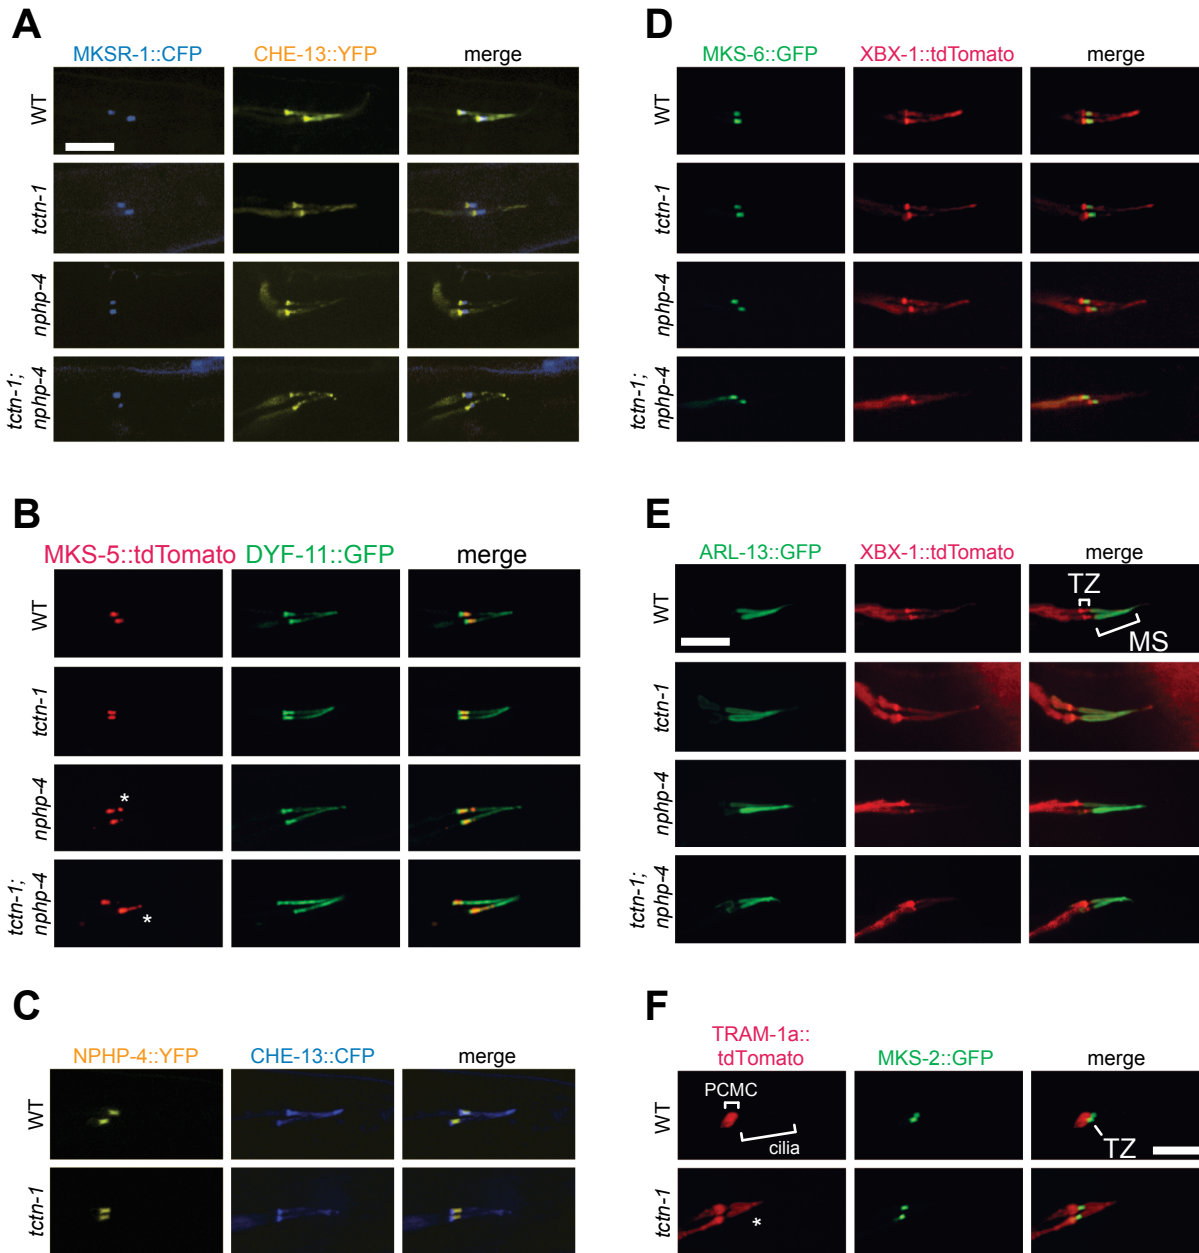 A
MKSR-1::CFP CHE-13::YFP merge
WT
tctn-1
nphp-4
tctn-1;
nphp-4
B
MKS-5::tdTomato DYF-11::GFP merge
WT
tctn-1
nphp-4
*
tctn-1;
nphp-4
*
C
NPHP-4::YFP CHE-13::CFP merge
WT
tctn-1
D
MKS-6::GFP XBX-1::tdTomato merge
WT
tctn-1
nphp-4
tctn-1;
nphp-4
E
ARL-13::GFP XBX-1::tdTomato merge
WT
TZ
MS
tctn-1
nphp-4
tctn-1;
nphp-4
F
TRAM-1a::
tdTomato MKS-2::GFP merge
WT
PCMC
cilia
TZ
tctn-1
*